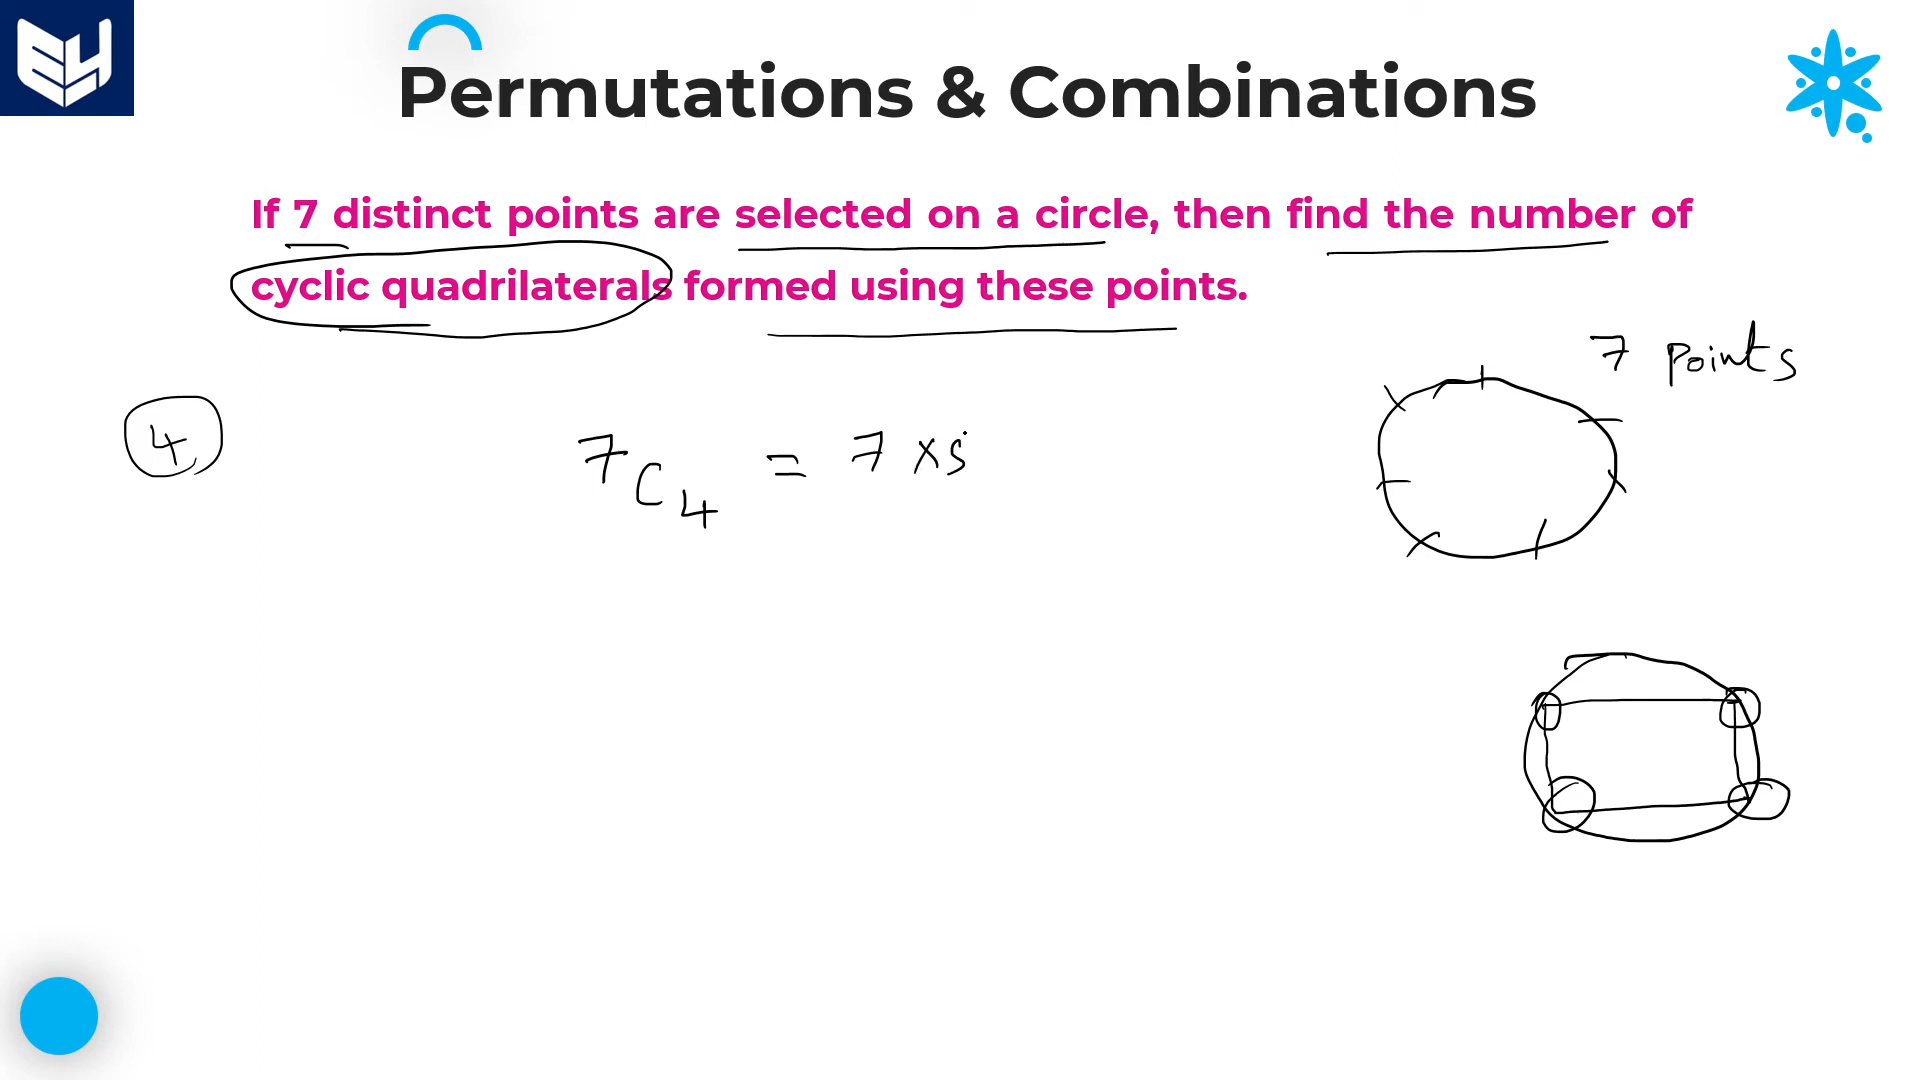 Permutations & Combinations
If 7 distinct points are selected on a circle, then find the number of
cyclic quadrilaterals formed using these points.
7 points
4
7C4 = 7 ×